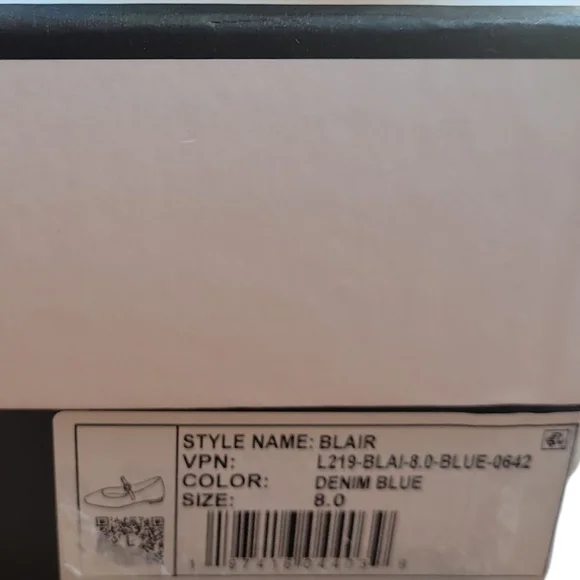 STYLE NAME: BLAIR
VPN: L219-BLAI-8.0-BLUE-0642
COLOR: DENIM BLUE
SIZE: 8.0